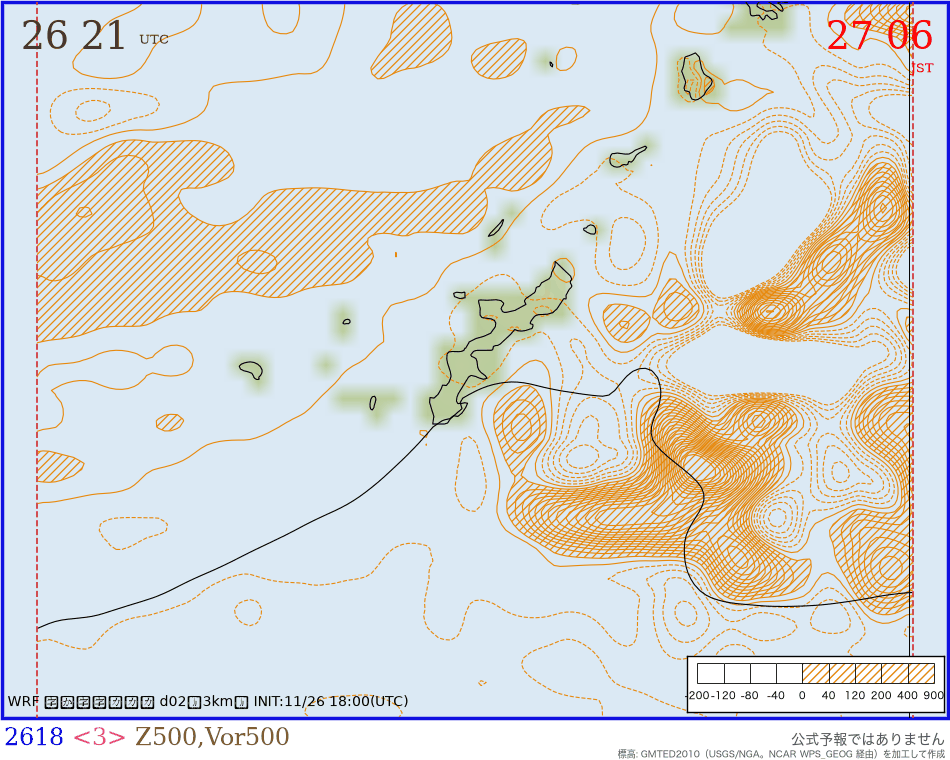 26 21 UTC
27 06
JST
-200 -120 -80 -40 0 40 120 200 400 900
WRF d02 3km INIT:11/26 18:00(UTC)
2618 <3> Z500,Vor500
公式予報ではありません
標高: GMTED2010（USGS/NGA。NCAR WPS_GEOG 経由）を加工して作成